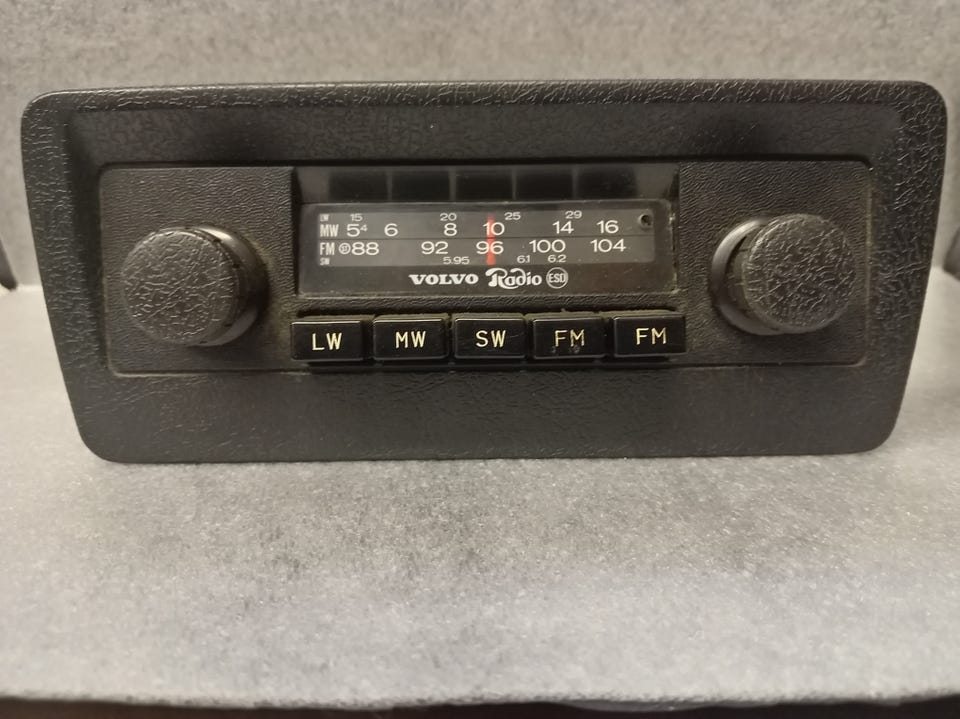 LW 15 20 25 29
MW 5⁴ 6 8 10 14 16
FM 88 92 96 100 104
SW 5.95 6.1 6.2
VOLVO Radio ESD
LW MW SW FM FM